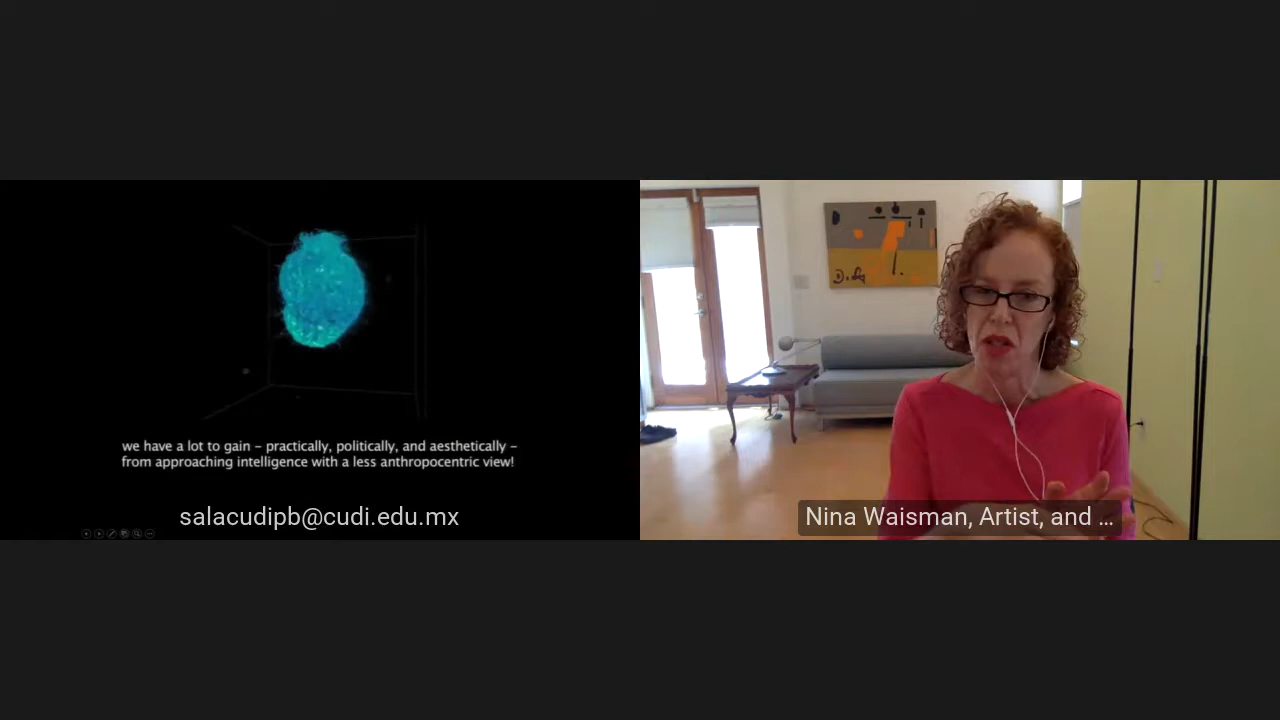 we have a lot to gain – practically, politically, and aesthetically –
from approaching intelligence with a less anthropocentric view!
salacudipb@cudi.edu.mx
Nina Waisman, Artist, and ...